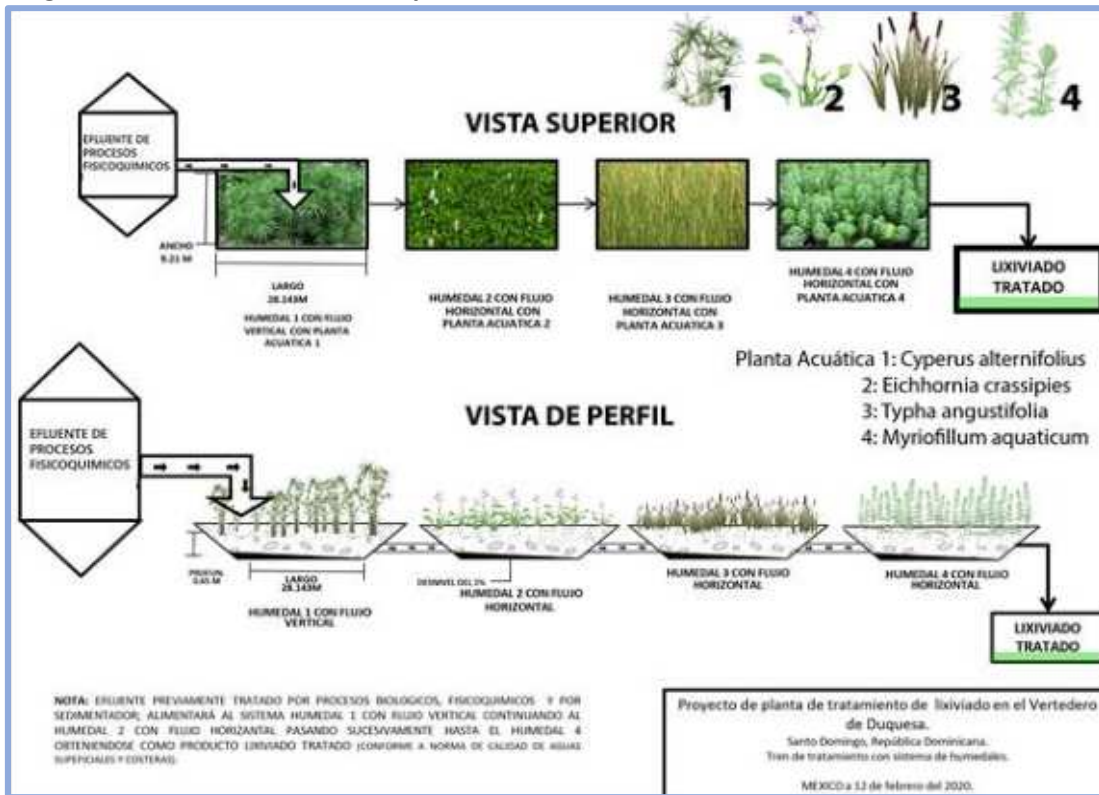 1
2
3
4
VISTA SUPERIOR
EFLUENTE DE
PROCESOS
FISICOQUIMICOS
ANCHO
9.21 M
LARGO
28.143M
HUMEDAL 1 CON FLUJO
VERTICAL CON PLANTA
ACUATICA 1
HUMEDAL 2 CON FLUJO
HORIZONTAL CON
PLANTA ACUATICA 2
HUMEDAL 3 CON FLUJO
HORIZONTAL CON
PLANTA ACUATICA 3
HUMEDAL 4 CON FLUJO
HORIZONTAL CON
PLANTA ACUATICA 4
LIXIVIADO
TRATADO
Planta Acuática 1: Cyperus alternifolius
2: Eichhornia crassipies
3: Typha angustifolia
4: Myriofillum aquaticum
VISTA DE PERFIL
EFLUENTE DE
PROCESOS
FISICOQUIMICOS
PROFUN.
0.65 M
LARGO
28.143M
HUMEDAL 1 CON FLUJO
VERTICAL
DESNIVEL DEL 1%
HUMEDAL 2 CON FLUJO
HORIZONTAL
HUMEDAL 3 CON FLUJO
HORIZONTAL
HUMEDAL 4 CON FLUJO
HORIZONTAL
LIXIVIADO
TRATADO
NOTA: EFLUENTE PREVIAMENTE TRATADO POR PROCESOS BIOLOGICOS, FISICOQUIMICOS Y POR
SEDIMENTADOR; ALIMENTARÁ AL SISTEMA HUMEDAL 1 CON FLUJO VERTICAL CONTINUANDO AL
HUMEDAL 2 CON FLUJO HORIZANTAL PASANDO SUCESIVAMENTE HASTA EL HUMEDAL 4
OBTENIENDOSE COMO PRODUCTO LIXIVIADO TRATADO (CONFORME A NORMA DE CALIDAD DE AGUAS
SUPEFICIALES Y COSTERAS).
Proyecto de planta de tratamiento de lixiviado en el Vertedero
de Duquesa.
Santo Domingo, República Dominicana.
Tren de tratamiento con sistema de humedales.
MÉXICO a 12 de febrero del 2020.